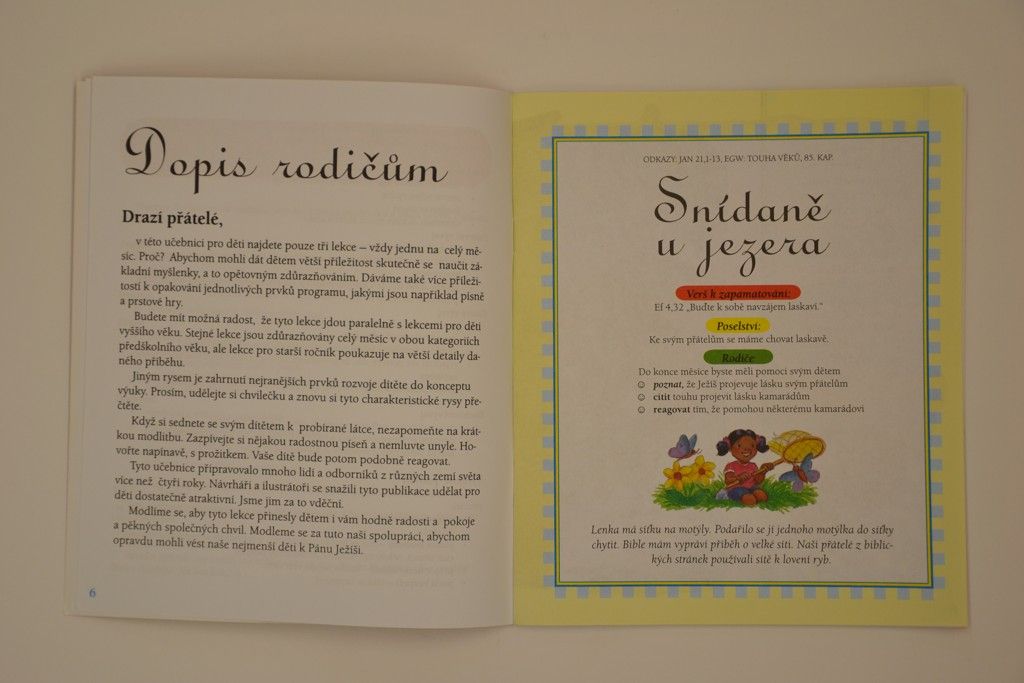 Dopis rodičům
Drazí přátelé,
v této učebnici pro děti najdete pouze tři lekce – vždy jednu na celý mě-
síc. Proč? Abychom mohli dát dětem větší příležitost skutečně se naučit zá-
kladní myšlenky, a to opětovným zdůrazňováním. Dáváme také více příleži-
tostí k opakování jednotlivých prvků programu, jakými jsou například písně
a prstové hry.
Budete mít možná radost, že tyto lekce jdou paralelně s lekcemi pro děti
vyššího věku. Stejné lekce jsou zdůrazňovány celý měsíc v obou kategoriích
předškolního věku, ale lekce pro starší ročník poukazuje na větší detaily da-
ného příběhu.
Jiným rysem je zahrnutí nejranějších prvků rozvoje dítěte do konceptu
výuky. Prosím, udělejte si chvilečku a znovu si tyto charakteristické rysy pře-
čtěte.
Když si sednete se svým dítětem k probírané látce, nezapomeňte na krát-
kou modlitbu. Zazpívejte si nějakou radostnou píseň a nemluvte unyle. Ho-
vořte napínavě, s prožitkem. Vaše dítě bude potom podobně reagovat.
Tyto učebnice připravovalo mnoho lidí a odborníků z různých zemí světa
více než čtyři roky. Návrháři a ilustrátoři se snažili tyto publikace udělat pro
děti dostatečně atraktivní. Jsme jim za to vděční.
Modlíme se, aby tyto lekce přinesly dětem i vám hodně radosti a pokoje
a pěkných společných chvil. Modleme se za tuto naši spolupráci, abychom
opravdu mohli vést naše nejmenší děti k Pánu Ježíši.
6
ODKAZY: JAN 21,1-13, EGW: TOUHA VĚKŮ, 85. KAP.
Snídaně
u jezera
Verš k zapamatování:
Ef 4,32 „Buďte k sobě navzájem laskaví."
Poselství:
Ke svým přátelům se máme chovat laskavě.
Rodiče
Do konce měsíce byste měli pomoci svým dětem
☺ poznat, že Ježíš projevuje lásku svým přátelům
☺ cítit touhu projevit lásku kamarádům
☺ reagovat tím, že pomohou některému kamarádovi
Lenka má síťku na motýly. Podařilo se jí jednoho motýlka do síťky
chytit. Bible mám vypráví příběh o velké síti. Naši přátelé z biblic-
kých stránek používali sítě k lovení ryb.